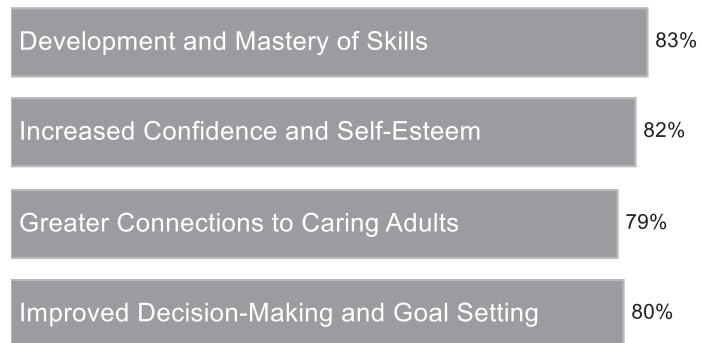 Development and Mastery of Skills 83%
Increased Confidence and Self-Esteem 82%
Greater Connections to Caring Adults 79%
Improved Decision-Making and Goal Setting 80%